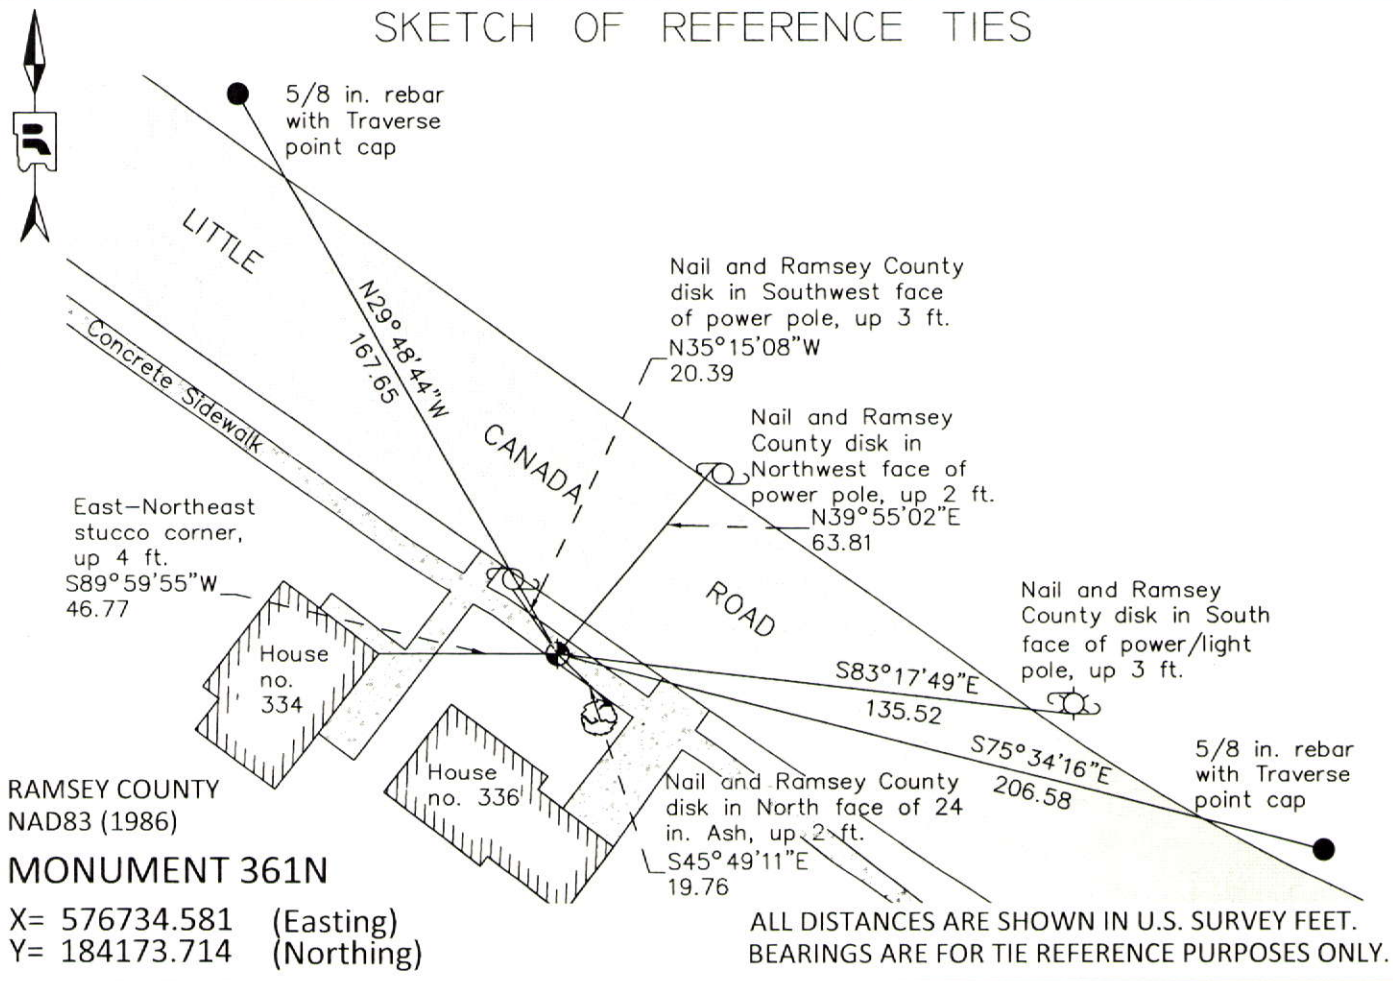 SKETCH OF REFERENCE TIES
5/8 in. rebar
with Traverse
point cap
R
LITTLE
CANADA
ROAD
N29°48'44"W
167.65
Concrete Sidewalk
Nail and Ramsey County
disk in Southwest face
of power pole, up 3 ft.
N35°15'08"W
20.39
Nail and Ramsey
County disk in
Northwest face of
power pole, up 2 ft.
N39°55'02"E
63.81
East-Northeast
stucco corner,
up 4 ft.
S89°59'55"W
46.77
House
no.
334
House
no. 336
Nail and Ramsey
County disk in South
face of power/light
pole, up 3 ft.
S83°17'49"E
135.52
S75°34'16"E
206.58
5/8 in. rebar
with Traverse
point cap
Nail and Ramsey County
disk in North face of 24
in. Ash, up 2 ft.
S45°49'11"E
19.76
RAMSEY COUNTY
NAD83 (1986)
MONUMENT 361N
X= 576734.581 (Easting)
Y= 184173.714 (Northing)
ALL DISTANCES ARE SHOWN IN U.S. SURVEY FEET.
BEARINGS ARE FOR TIE REFERENCE PURPOSES ONLY.